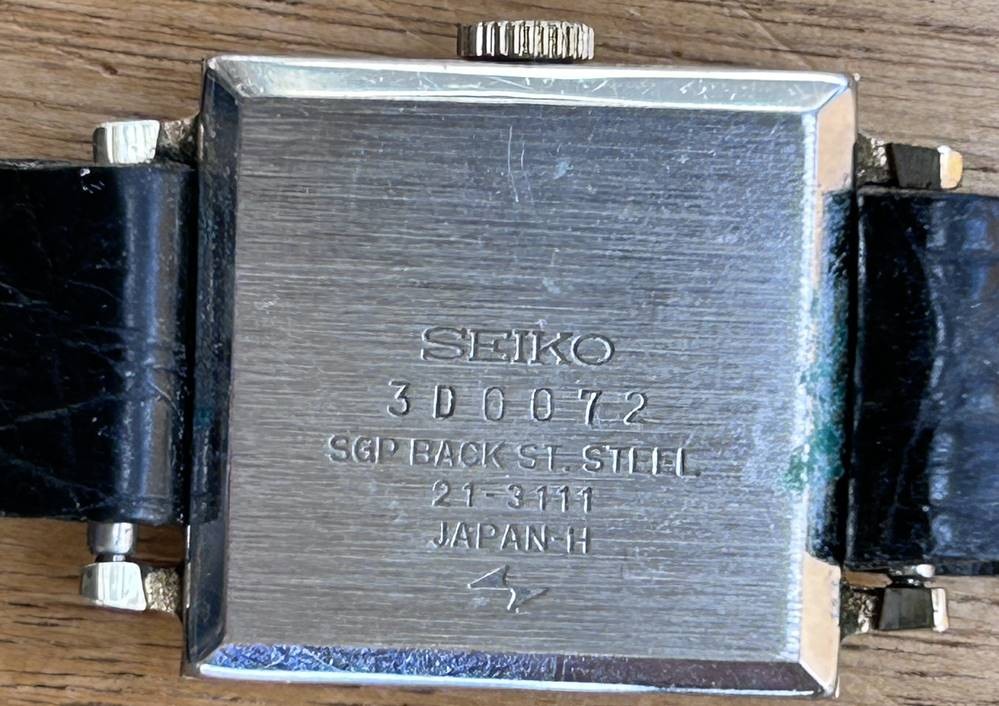 SEIKO
3D0072
SGP BACK ST. STEEL
21-3111
JAPAN-H